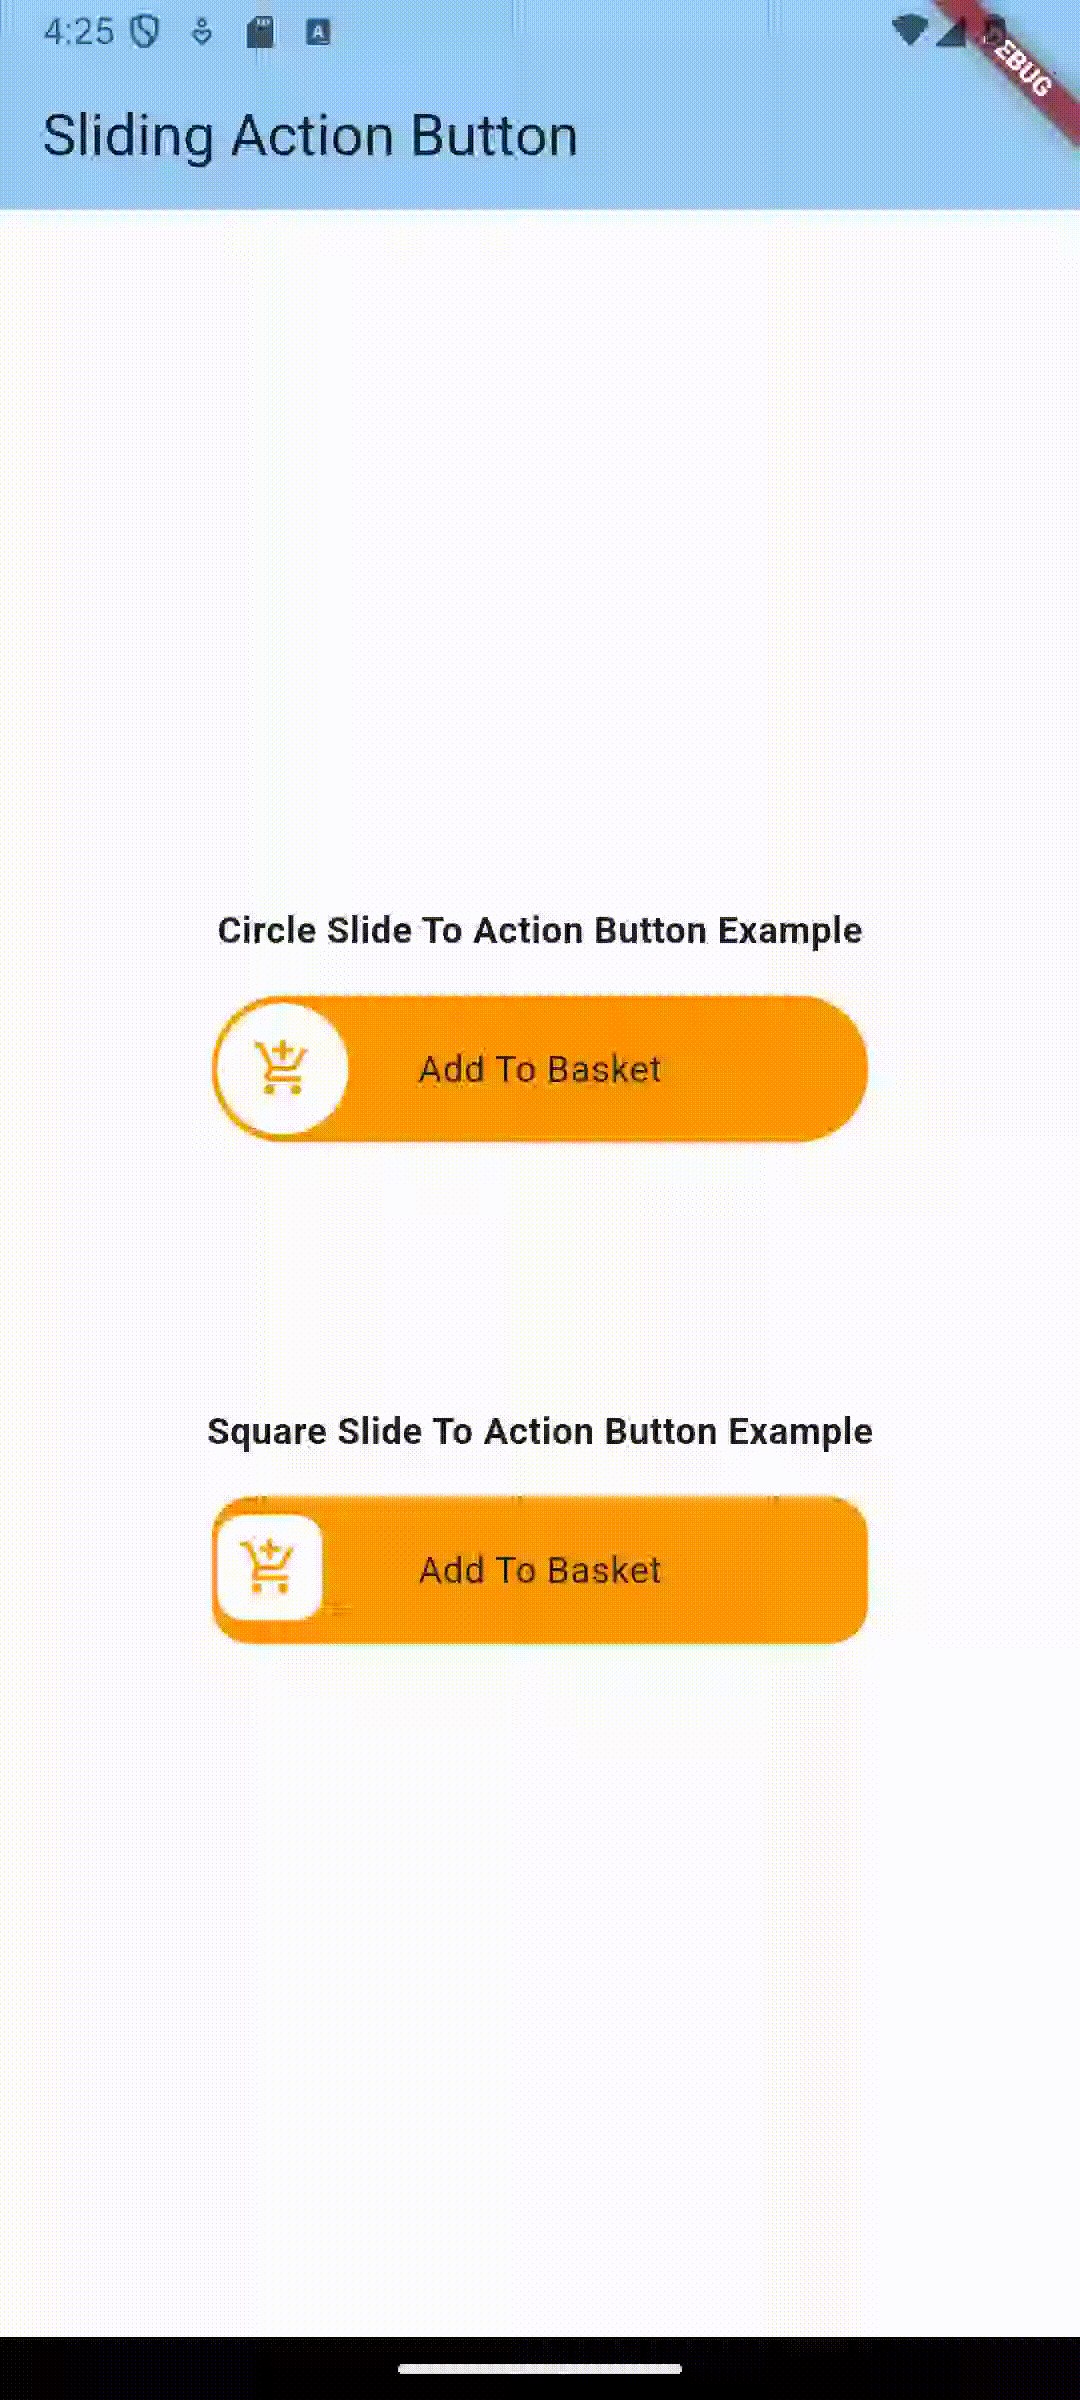 4:25 A
DEBUG
Sliding Action Button
Circle Slide To Action Button Example
Add To Basket
Square Slide To Action Button Example
Add To Basket